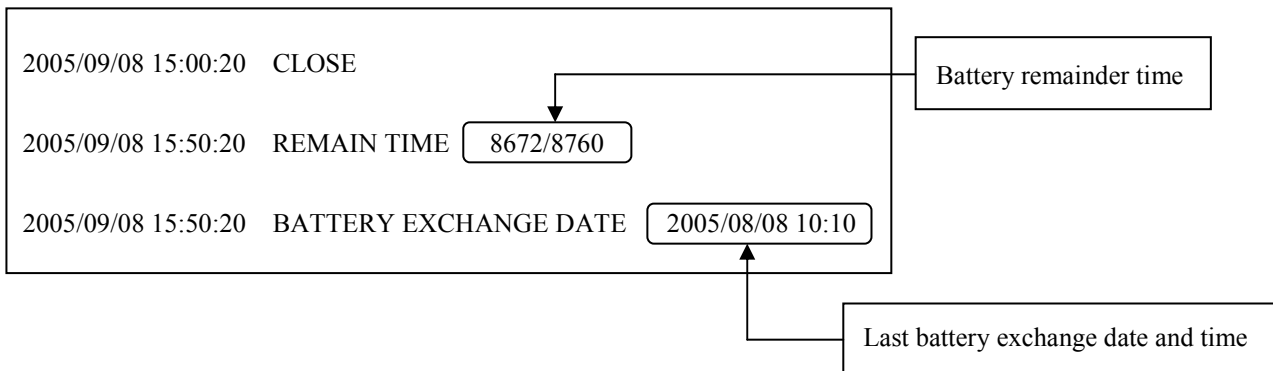 2005/09/08 15:00:20 CLOSE
Battery remainder time
2005/09/08 15:50:20 REMAIN TIME 8672/8760
2005/09/08 15:50:20 BATTERY EXCHANGE DATE 2005/08/08 10:10
Last battery exchange date and time